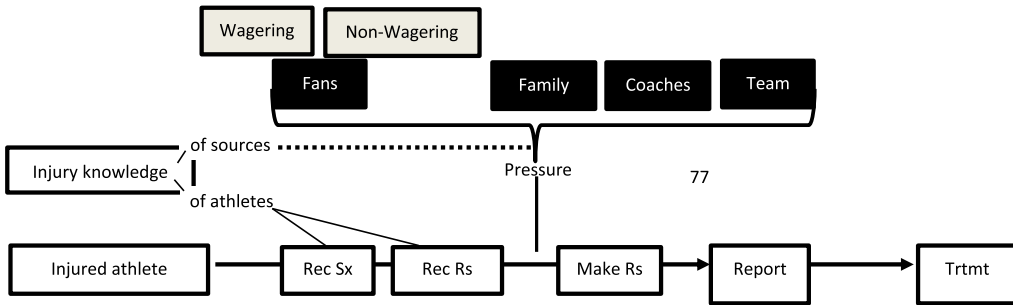 Wagering Non-Wagering
Fans Family Coaches Team
of sources
Injury knowledge Pressure 77
of athletes
Injured athlete Rec Sx Rec Rs Make Rs Report Trtmt